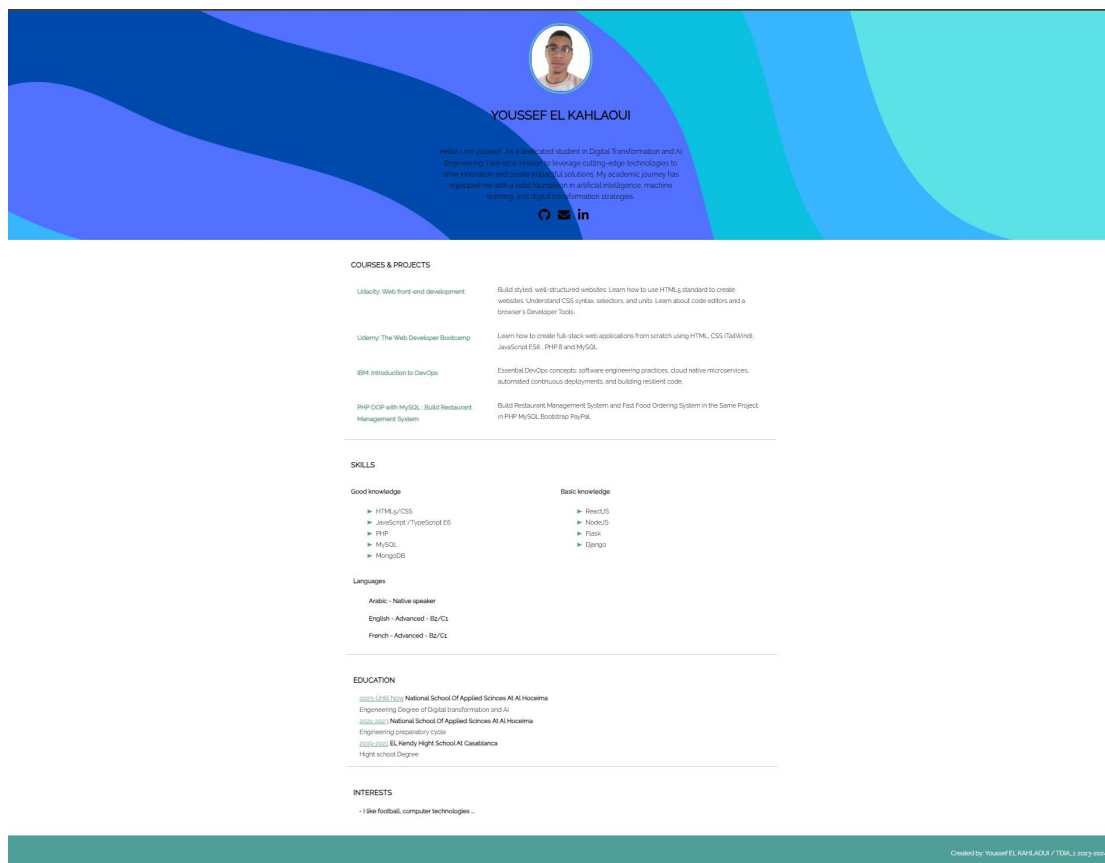 YOUSSEF EL KAHLAOUI
Hello! I am youssef . As a dedicated student in Digital Transformation and AI
Engineering, I am on a mission to leverage cutting-edge technologies to
drive innovation and create impactful solutions. My academic journey has
equipped me with a solid foundation in artificial intelligence, machine
learning, and digital transformation strategies.
COURSES & PROJECTS
Udacity: Web front-end development
Build styled, well-structured websites. Learn how to use HTML5 standard to create
websites. Understand CSS syntax, selectors, and units. Learn about code editors and a
browser's Developer Tools.
Udemy: The Web Developer Bootcamp
Learn how to create full-stack web applications from scratch using HTML, CSS (TailWind),
JavaScript ES6 , PHP 8 and MySQL.
IBM: Introduction to DevOps
Essential DevOps concepts: software engineering practices, cloud native microservices,
automated continuous deployments, and building resilient code.
PHP OOP with MySQL : Build Restaurant
Management System
Build Restaurant Management System and Fast Food Ordering System in the Same Project
in PHP MySQL Bootstrap PayPal.
SKILLS
Good knowledge
HTML5/CSS
JavaScript /TypeScript E6
PHP
MySQL
MongoDB
Basic knowledge
ReactJS
NodeJS
Flask
Django
Languages
Arabic - Native speaker
English - Advanced - B2/C1
French - Advanced - B2/C1
EDUCATION
2023-Until Now National School Of Applied Scinces At Al Hoceima
Engeneering Degree of Digital transformation and AI
2021-2023 National School Of Applied Scinces At Al Hoceima
Engineering preparatory cycle
2020-2021 EL Kendy Hight School At Casablanca
Hight school Degree
INTERESTS
- I like football, computer technologies ...
Created by: Youssef EL KAHLAOUI / TDIA_1 2023-202